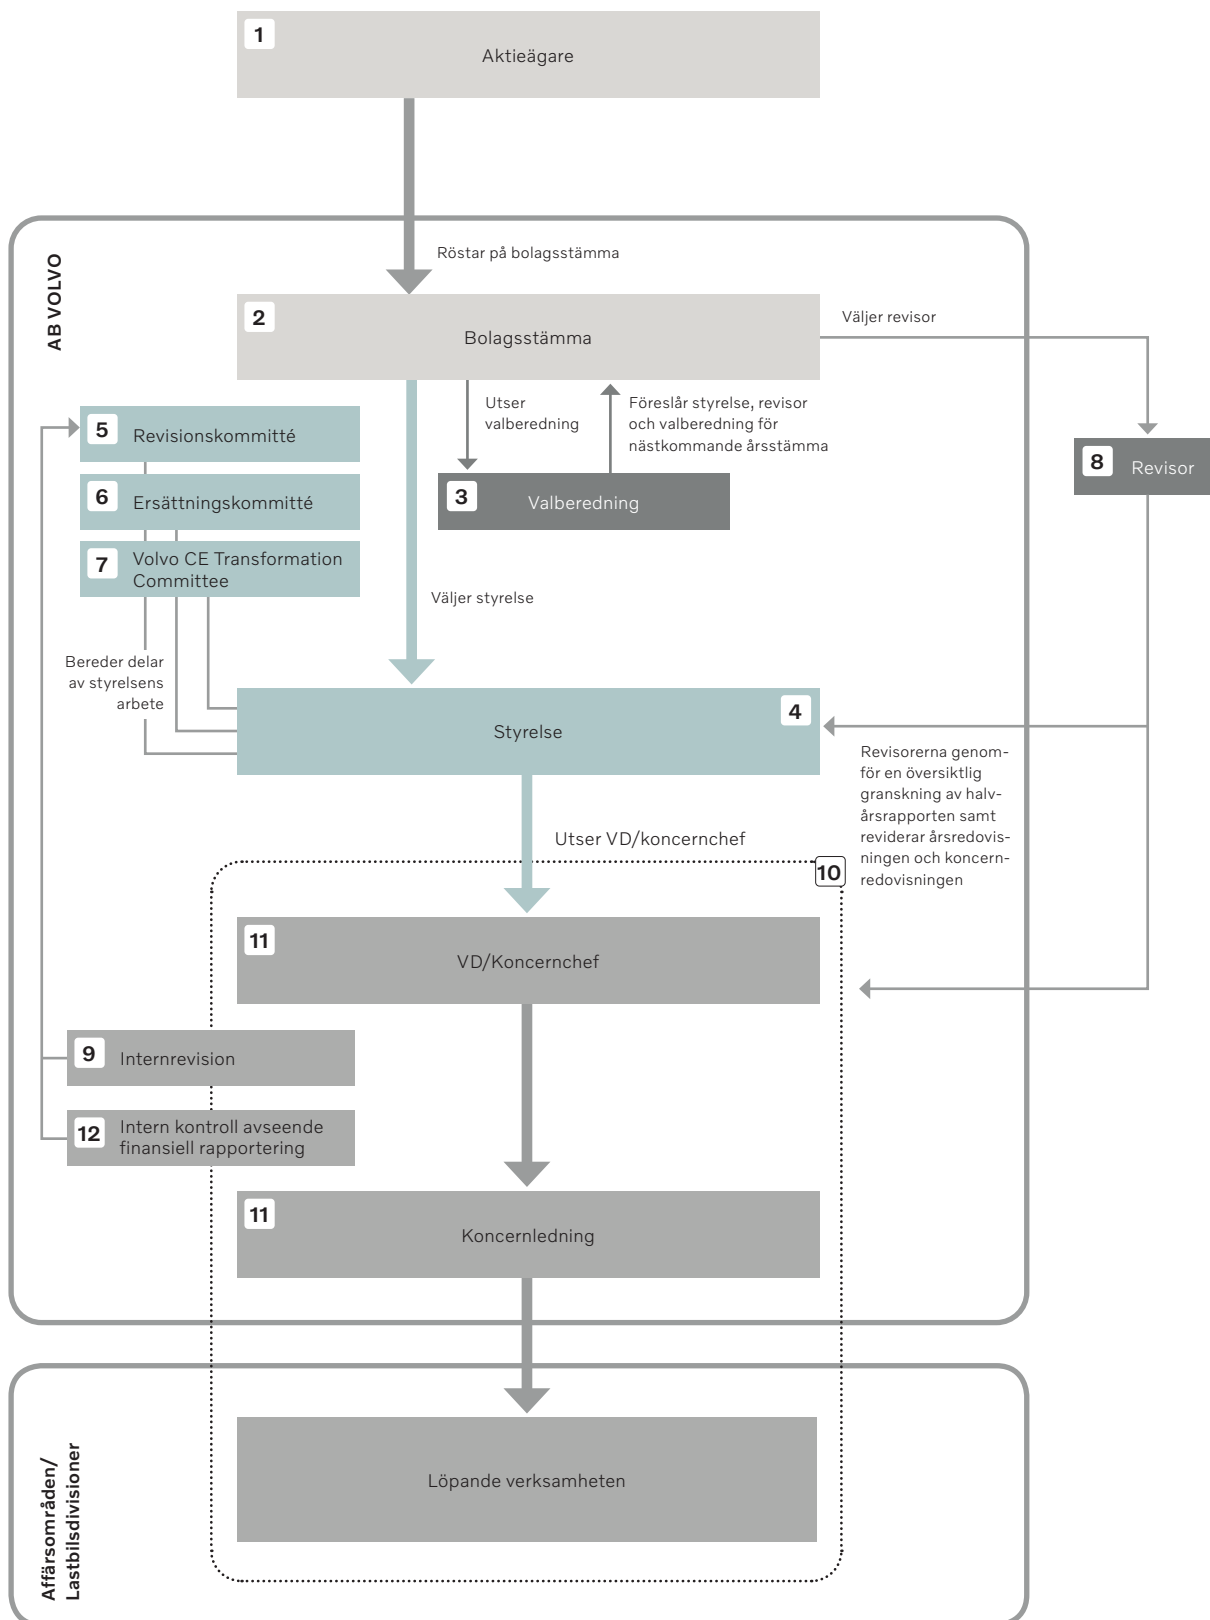 1
Aktieägare
AB VOLVO
Röstar på bolagsstämma
2
Bolagsstämma
Väljer revisor
Utser
valberedning
Föreslår styrelse, revisor
och valberedning för
nästkommande årsstämma
5
Revisionskommitté
6
Ersättningskommitté
7
Volvo CE Transformation
Committee
3
Valberedning
8
Revisor
Väljer styrelse
Bereder delar
av styrelsens
arbete
4
Styrelse
Revisorerna genom-
för en översiktlig
granskning av halv-
årsrapporten samt
reviderar årsredovis-
ningen och koncern-
redovisningen
Utser VD/koncernchef
10
11
VD/Koncernchef
9
Internrevision
12
Intern kontroll avseende
finansiell rapportering
11
Koncernledning
Affärsområden/
Lastbilsdivisioner
Löpande verksamheten